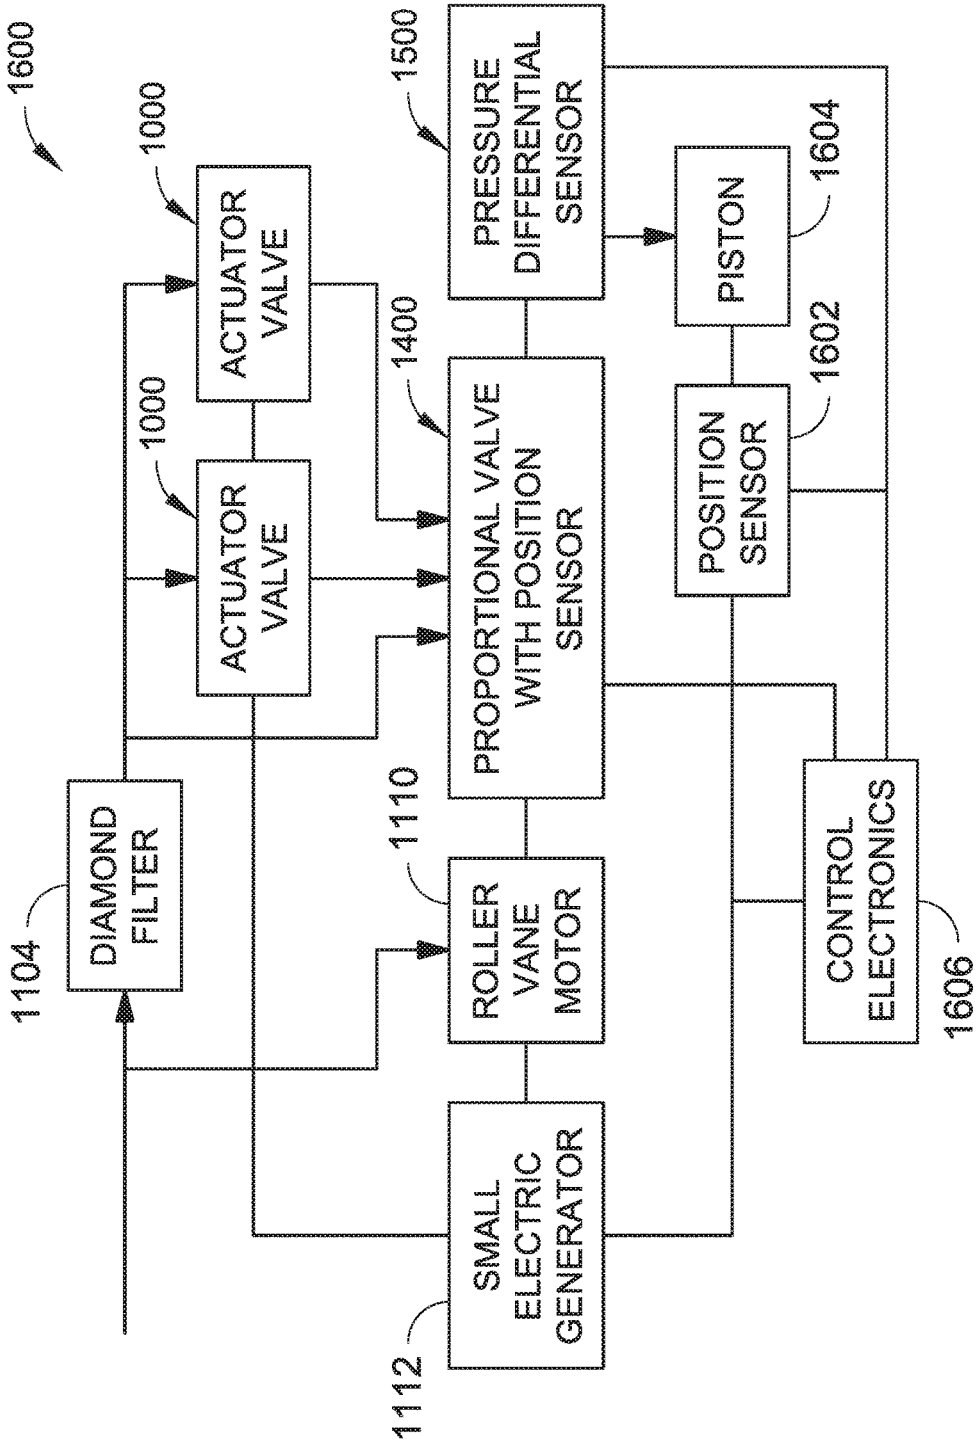 1600
1104
DIAMOND
FILTER
1000
ACTUATOR
VALVE
1000
ACTUATOR
VALVE
1112
SMALL
ELECTRIC
GENERATOR
1110
ROLLER
VANE
MOTOR
1400
PROPORTIONAL VALVE
WITH POSITION
SENSOR
1500
PRESSURE
DIFFERENTIAL
SENSOR
POSITION
SENSOR
1602
PISTON
1604
CONTROL
ELECTRONICS
1606